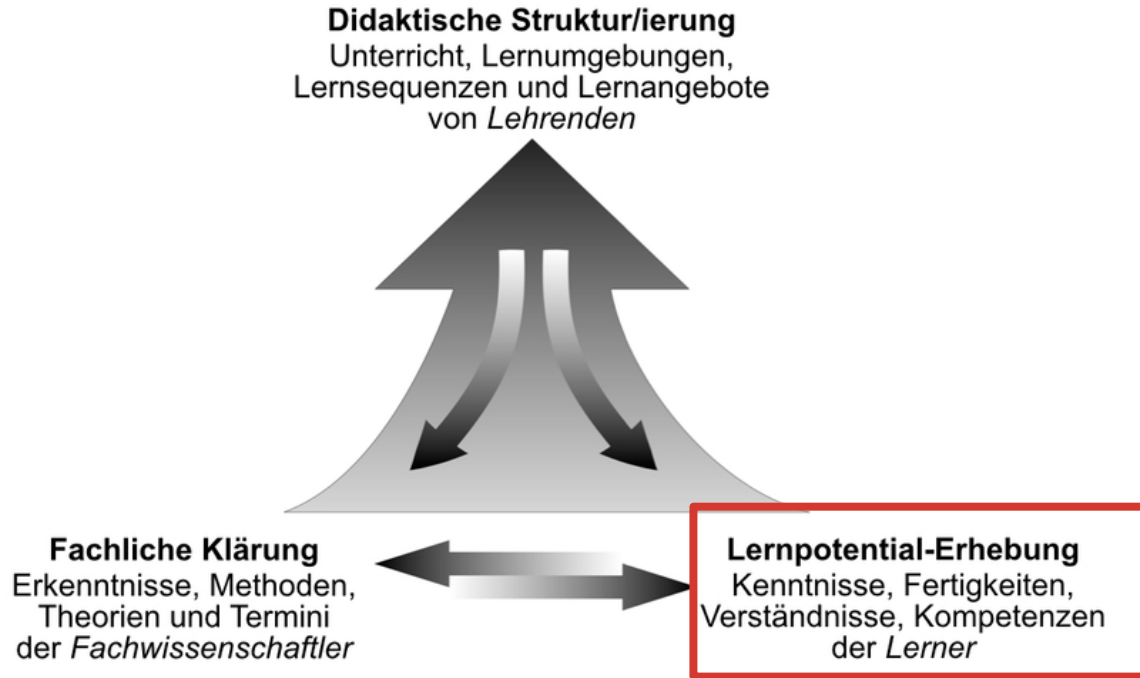 Didaktische Struktur/ierung
Unterricht, Lernumgebungen,
Lernsequenzen und Lernangebote
von Lehrenden
Fachliche Klärung
Erkenntnisse, Methoden,
Theorien und Termini
der Fachwissenschaftler
Lernpotential-Erhebung
Kenntnisse, Fertigkeiten,
Verständnisse, Kompetenzen
der Lerner